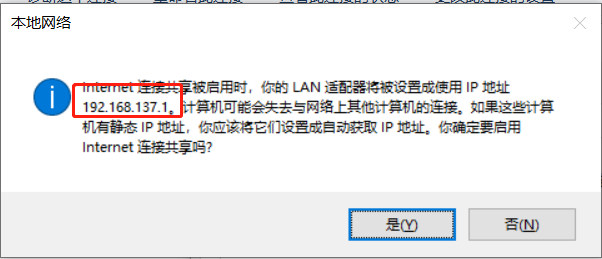 本地网络
Internet 连接共享被启用时，你的 LAN 适配器将被设置成使用 IP 地址
192.168.137.1。计算机可能会失去与网络上其他计算机的连接。如果这些计算
机有静态 IP 地址，你应该将它们设置成自动获取 IP 地址。你确定要启用
Internet 连接共享吗?
是(Y)
否(N)